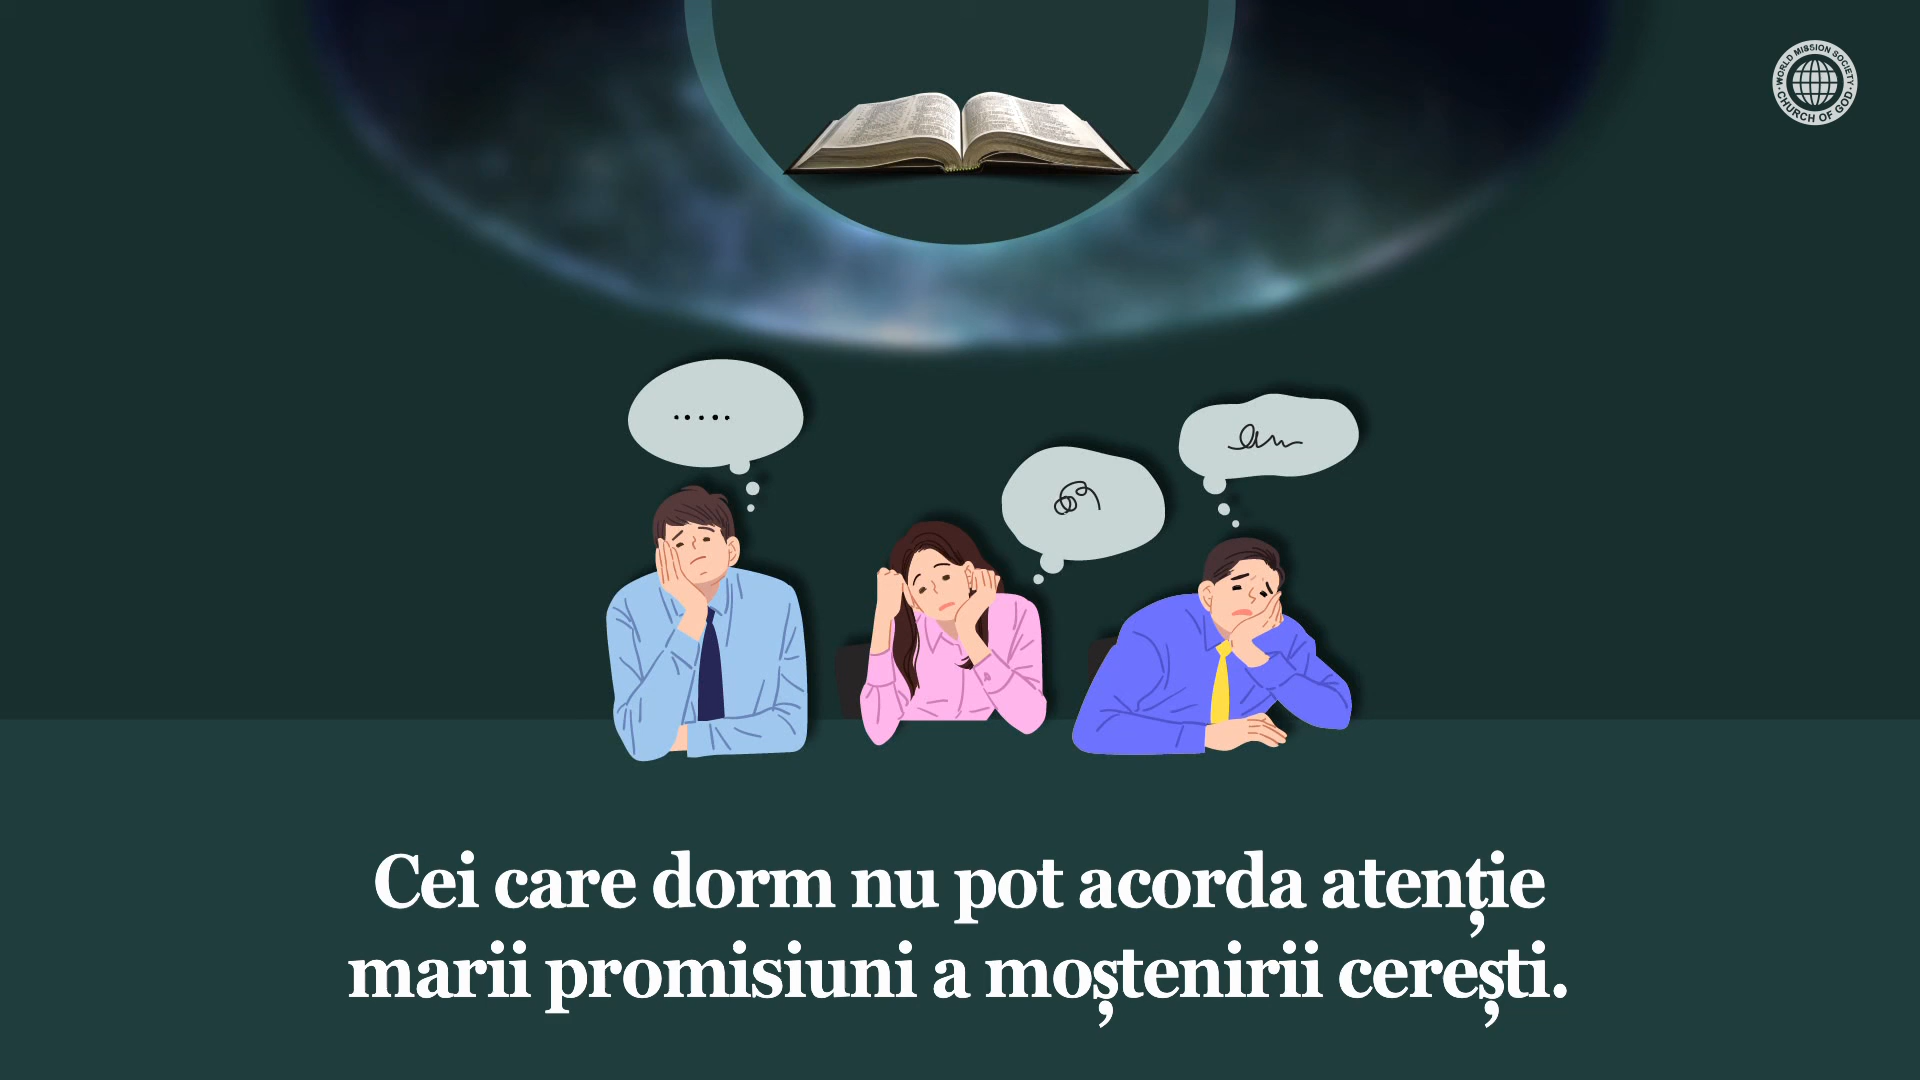 WORLD MISSION SOCIETY
CHURCH OF GOD
Cei care dorm nu pot acorda atenție
marii promisiuni a moștenirii cerești.